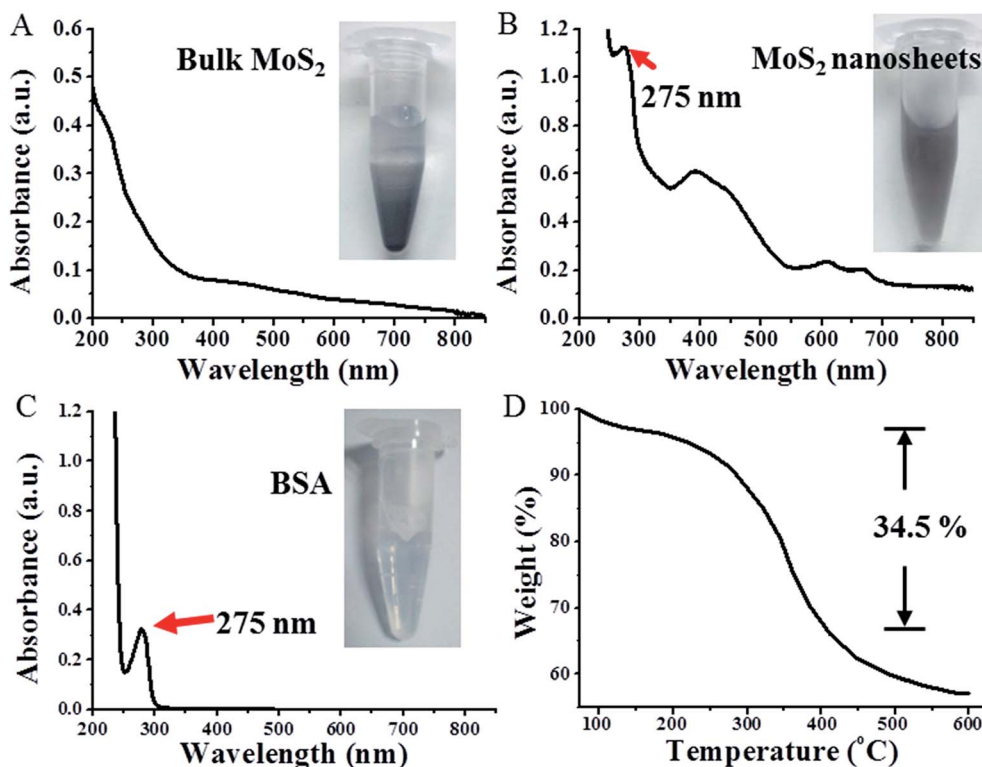 A
Bulk MoS₂
Absorbance (a.u.)
0.6
0.5
0.4
0.3
0.2
0.1
0.0
200 300 400 500 600 700 800
Wavelength (nm)
B
MoS₂ nanosheets
275 nm
Absorbance (a.u.)
1.2
1.0
0.8
0.6
0.4
0.2
0.0
200 300 400 500 600 700 800
Wavelength (nm)
C
BSA
275 nm
Absorbance (a.u.)
1.2
1.0
0.8
0.6
0.4
0.2
0.0
200 300 400 500 600 700 800
Wavelength (nm)
D
34.5 %
Weight (%)
100
90
80
70
60
100 200 300 400 500 600
Temperature (°C)